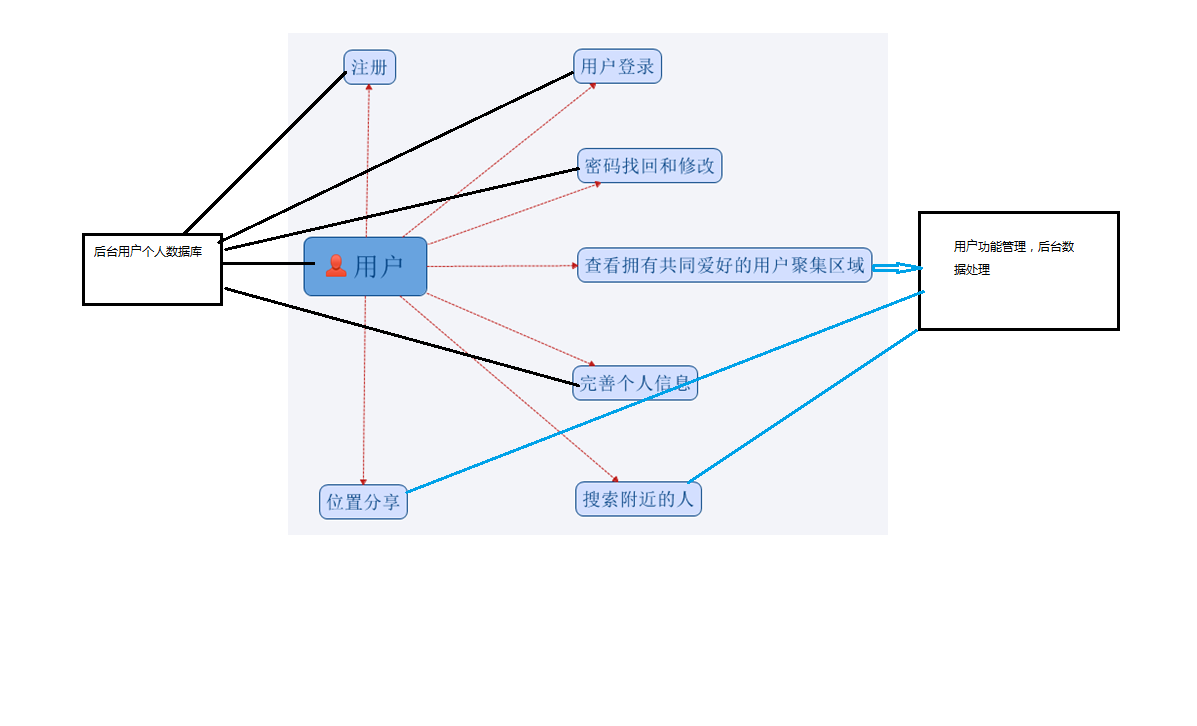 注册
用户登录
密码找回和修改
后台用户个人数据库
用户
查看拥有共同爱好的用户聚集区域
用户功能管理，后台数
据处理
完善个人信息
位置分享
搜索附近的人